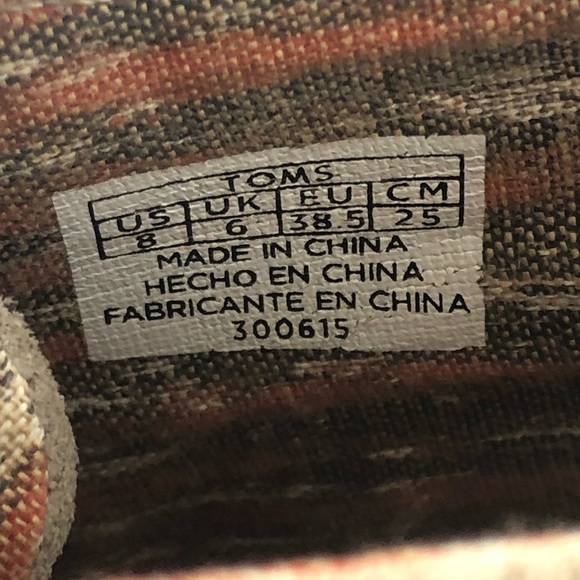 TOMS
US UK EU CM
8 6 38.5 25
MADE IN CHINA
HECHO EN CHINA
FABRICANTE EN CHINA
300615